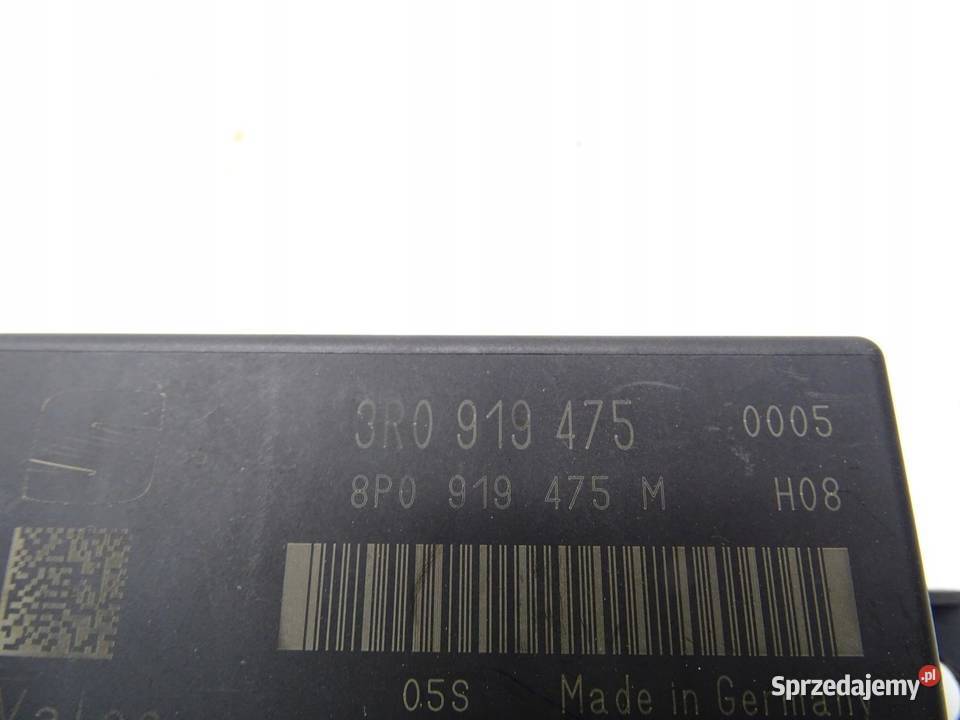 3R0 919 475 0005
8P0 919 475 M H08
05S Made in Germany
Sprzedajemy.pl